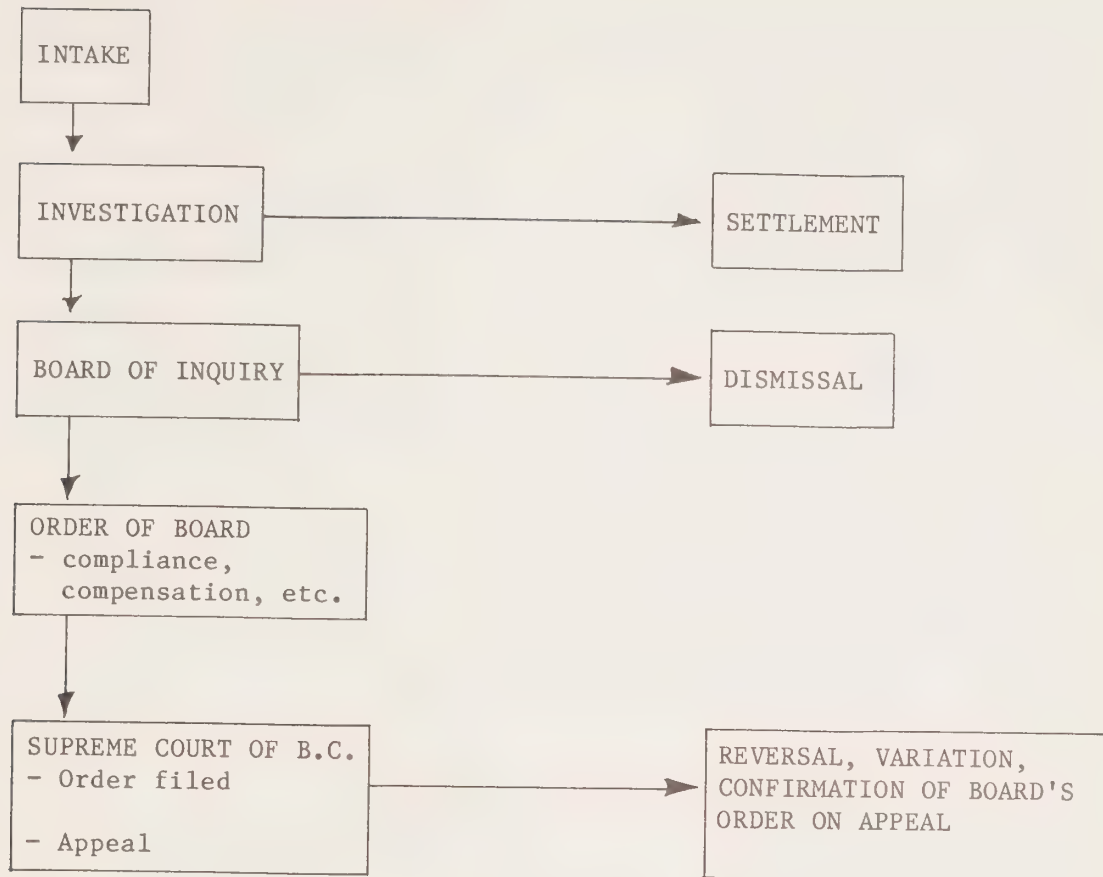 INTAKE
INVESTIGATION
SETTLEMENT
BOARD OF INQUIRY
DISMISSAL
ORDER OF BOARD
- compliance,
compensation, etc.
SUPREME COURT OF B.C.
- Order filed
- Appeal
REVERSAL, VARIATION,
CONFIRMATION OF BOARD'S
ORDER ON APPEAL